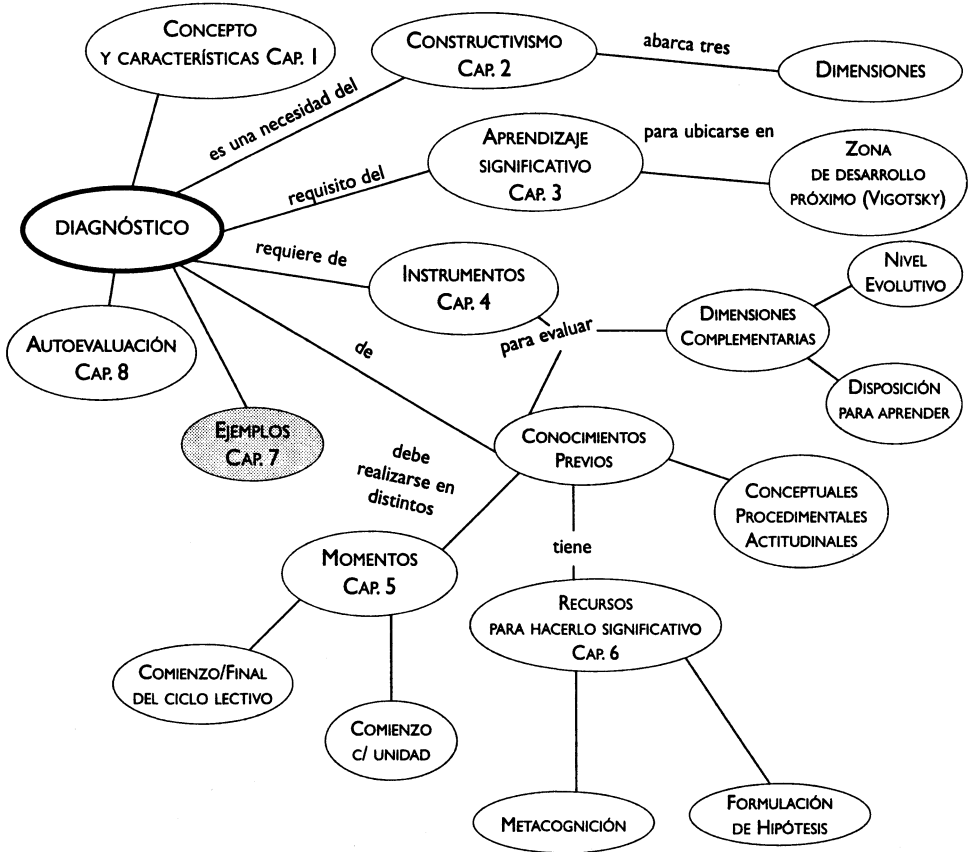 CONCEPTO
Y CARACTERÍSTICAS CAP. 1
CONSTRUCTIVISMO
CAP. 2
abarca tres
DIMENSIONES
es una necesidad del
APRENDIZAJE
SIGNIFICATIVO
CAP. 3
para ubicarse en
ZONA
DE DESARROLLO
PRÓXIMO (VIGOTSKY)
requisito del
DIAGNÓSTICO
requiere de
INSTRUMENTOS
CAP. 4
para evaluar
DIMENSIONES
COMPLEMENTARIAS
NIVEL
EVOLUTIVO
DISPOSICIÓN
PARA APRENDER
AUTOEVALUACIÓN
CAP. 8
de
EJEMPLOS
CAP. 7
CONOCIMIENTOS
PREVIOS
debe
realizarse en
distintos
CONCEPTUALES
PROCEDIMENTALES
ACTITUDINALES
MOMENTOS
CAP. 5
tiene
RECURSOS
PARA HACERLO SIGNIFICATIVO
CAP. 6
COMIENZO/FINAL
DEL CICLO LECTIVO
COMIENZO
C/ UNIDAD
METACOGNICIÓN
FORMULACIÓN
DE HIPÓTESIS